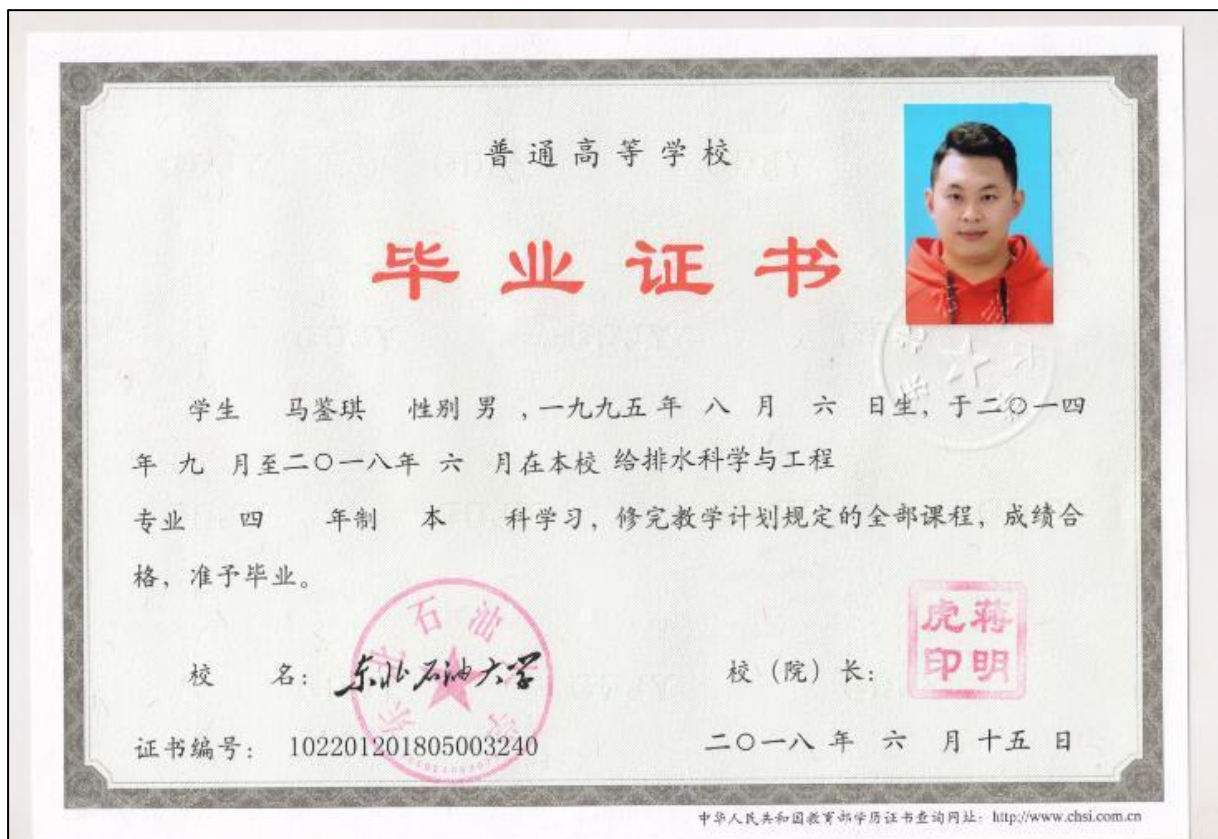 普通高等学校
毕业证书
学生 马鉴琪 性别 男 ，一九九五 年 八 月 六 日生，于二〇一四
年 九 月至二〇一八年 六 月在本校 给排水科学与工程
专业 四 年制 本 科学习，修完教学计划规定的全部课程，成绩合
格，准予毕业。
校 名： 东北石油大学
校（院）长： 蒋明虎印
证书编号： 102201201805003240
二〇一八 年 六 月 十五 日
中华人民共和国教育部学历证书查询网址：http://www.chsi.com.cn